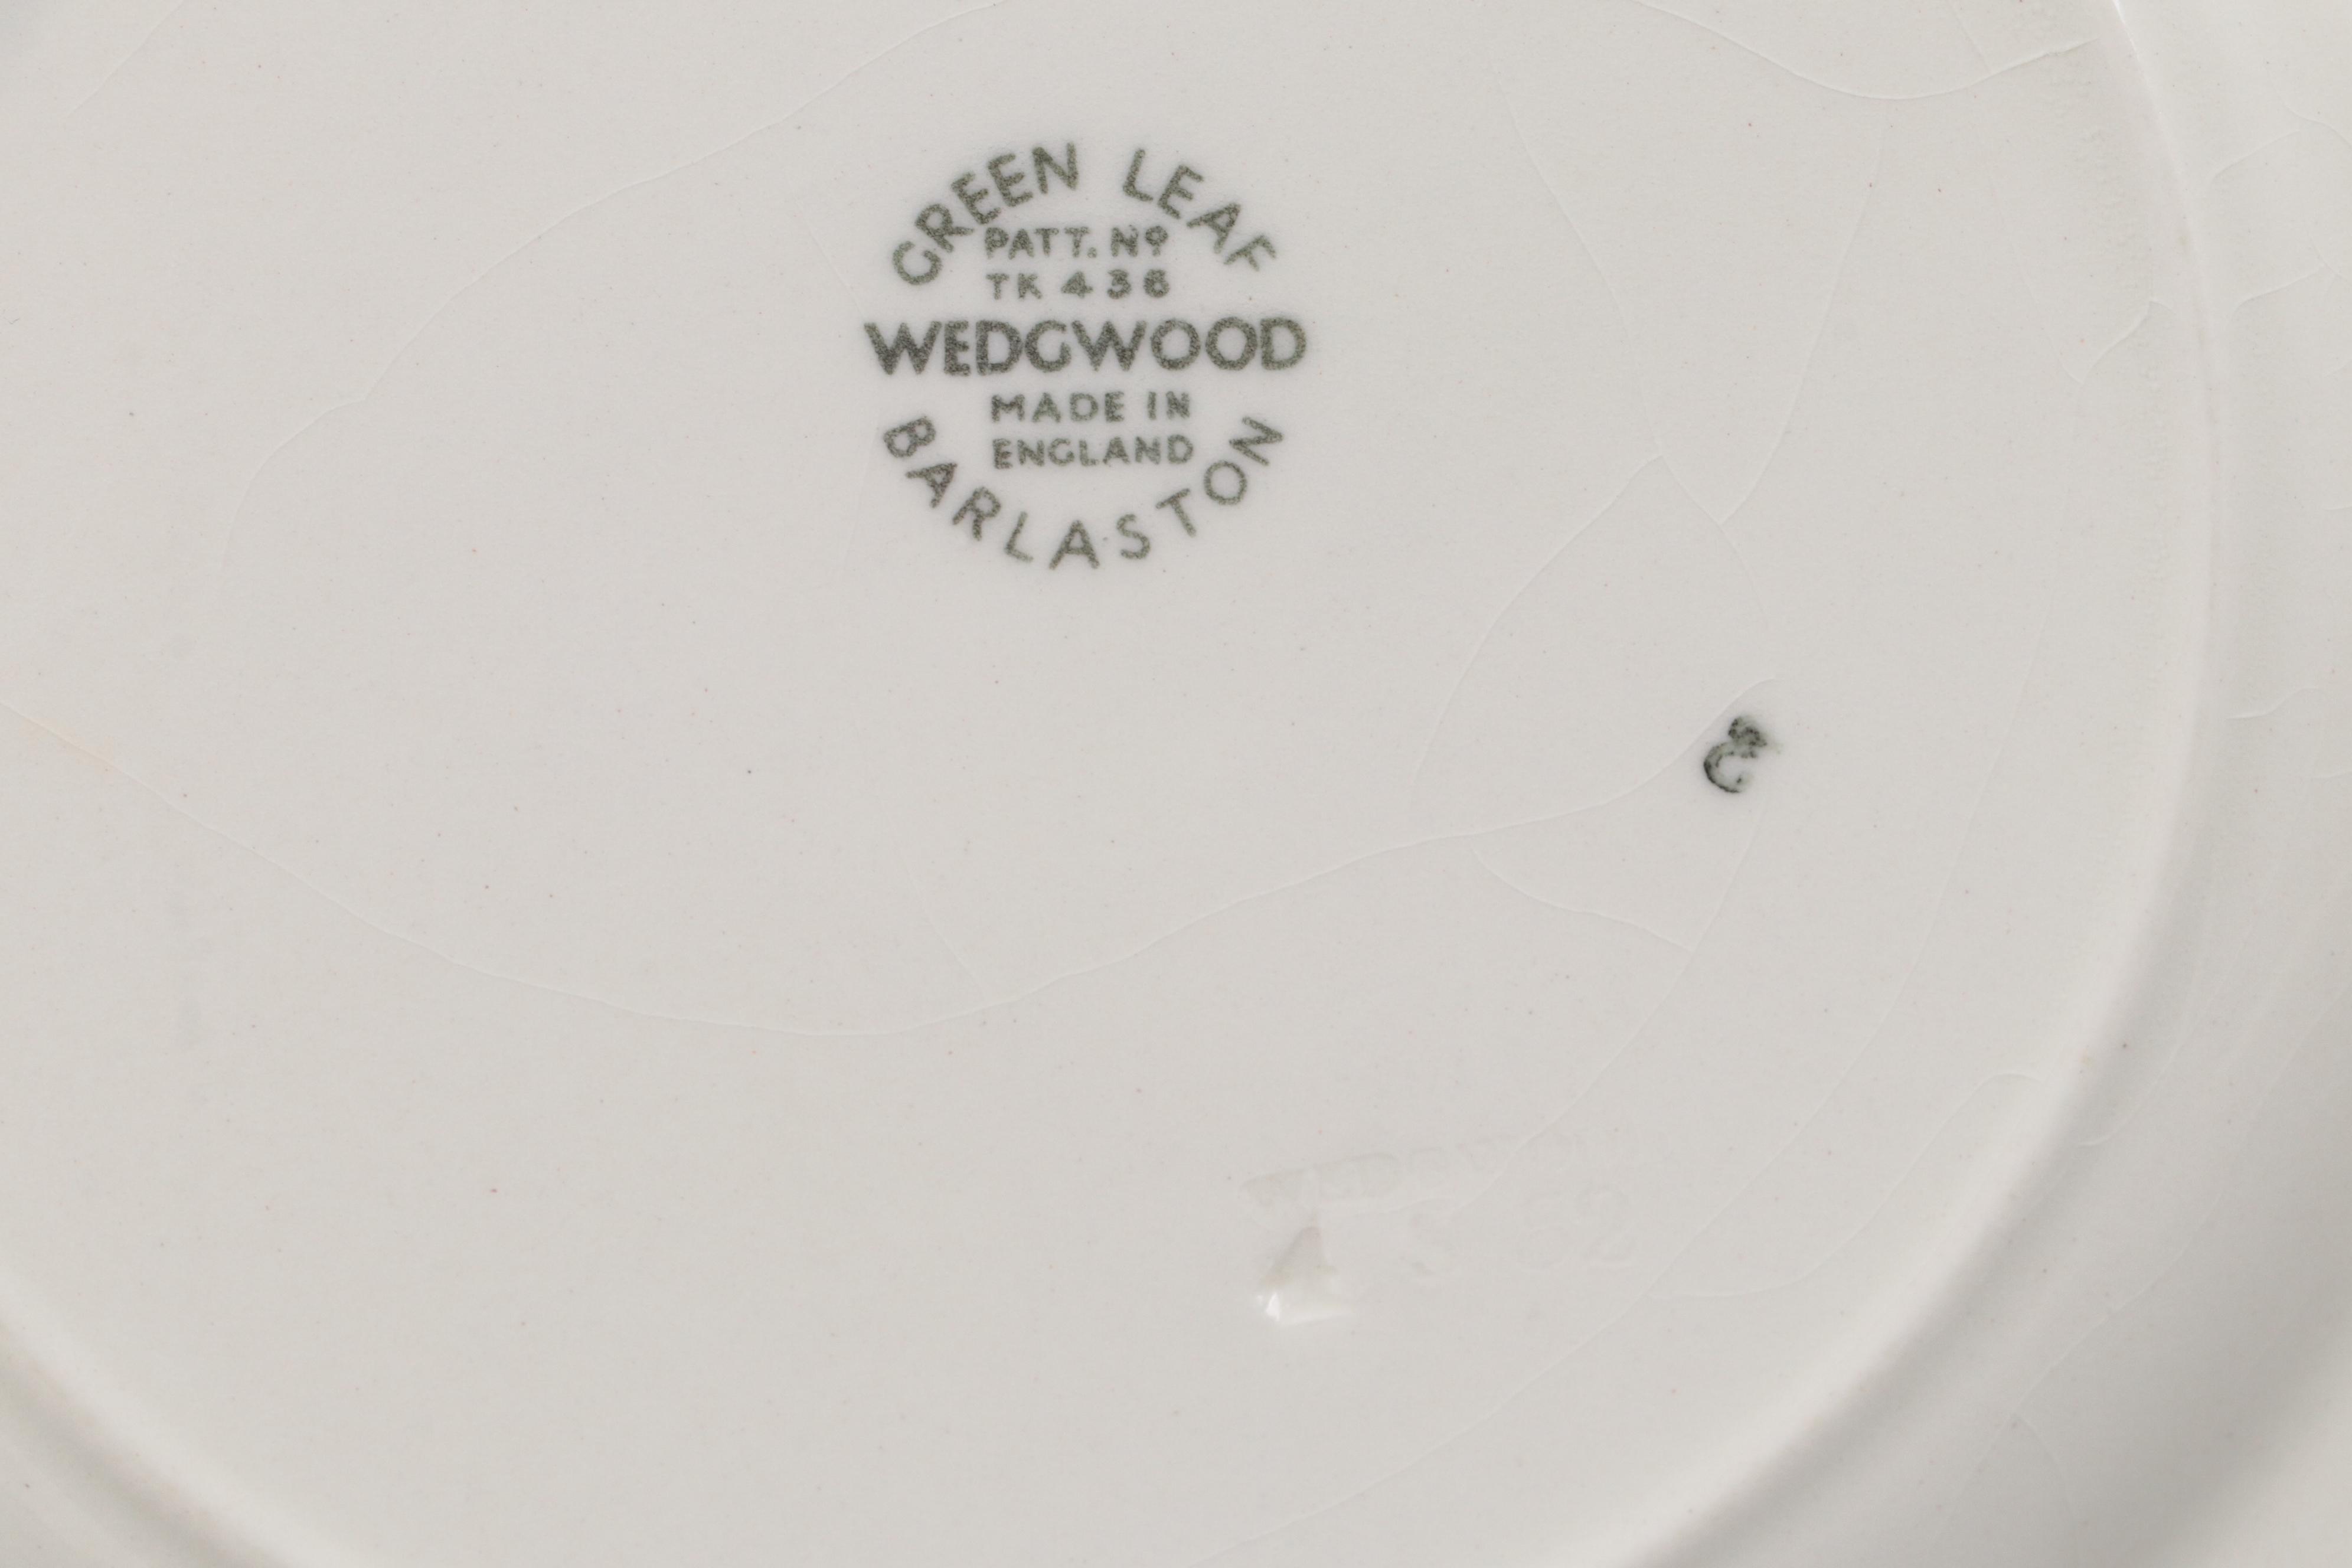 GREEN LEAF
PATT. Nº
TK 436
WEDGWOOD
MADE IN
ENGLAND
BARLASTON